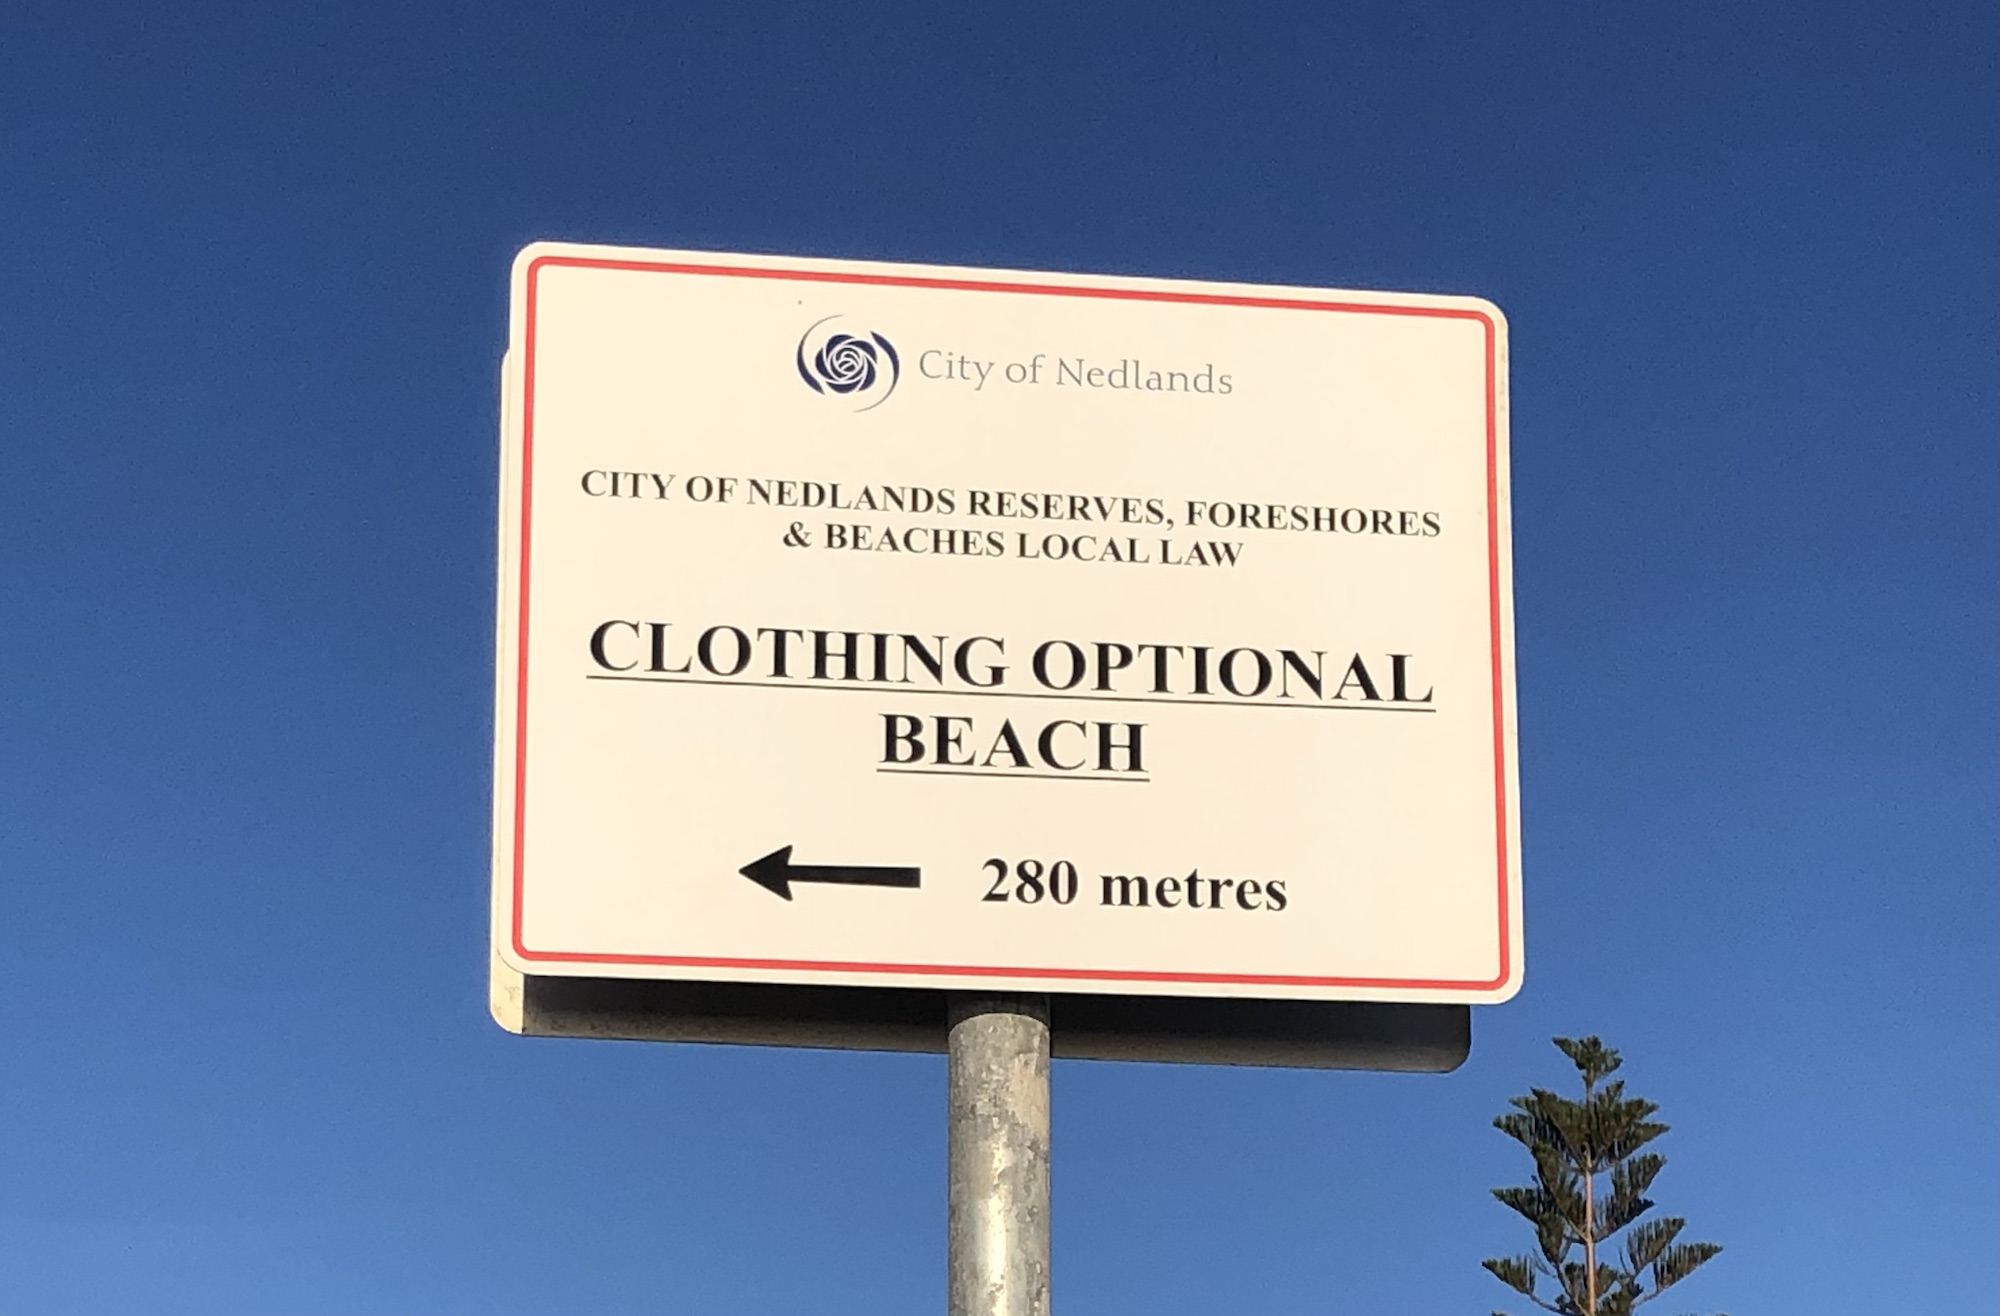 City of Nedlands
CITY OF NEDLANDS RESERVES, FORESHORES
& BEACHES LOCAL LAW
CLOTHING OPTIONAL
BEACH
280 metres